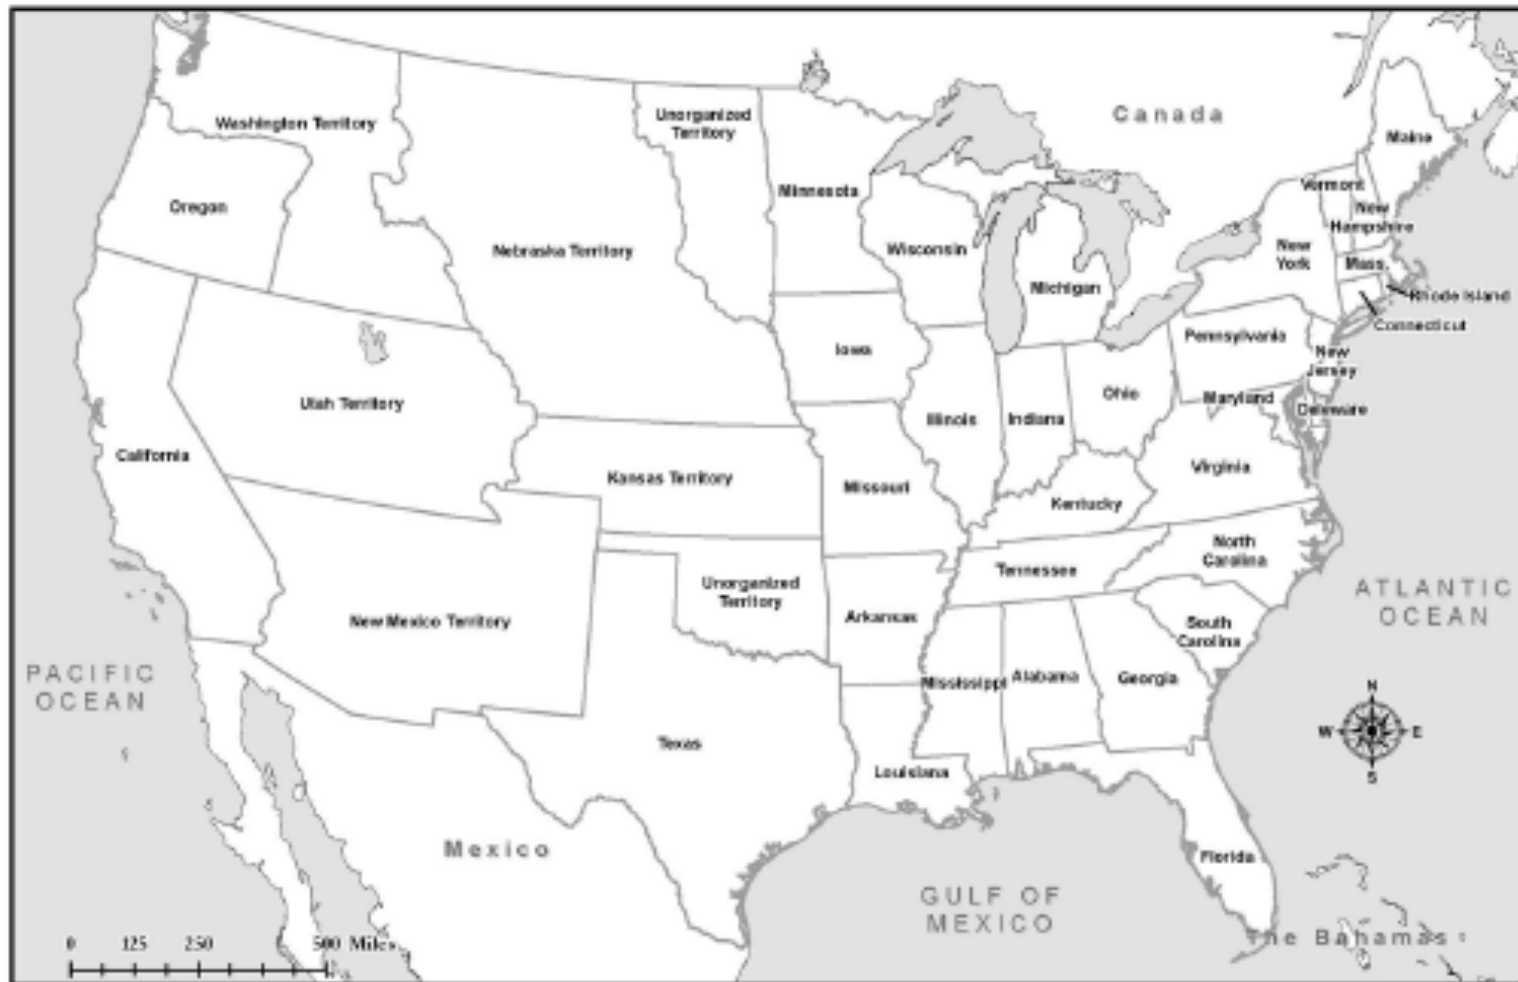 Canada
Washington Territory
Unorganized
Territory
Maine
Oregon
Minnesota
Vermont
New
Hampshire
Nebraska Territory
Wisconsin
New
York
Mass.
Michigan
Rhode Island
Connecticut
Iowa
Pennsylvania
New
Jersey
Utah Territory
Ohio
Maryland
Delaware
Illinois
Indiana
California
Kansas Territory
Missouri
Virginia
Kentucky
North
Carolina
Tennessee
Unorganized
Territory
ATLANTIC
OCEAN
New Mexico Territory
Arkansas
South
Carolina
PACIFIC
OCEAN
Mississippi
Alabama
Georgia
N
W
E
S
Texas
Louisiana
Mexico
Florida
GULF OF
MEXICO
The Bahamas
0 125 250 500 Miles